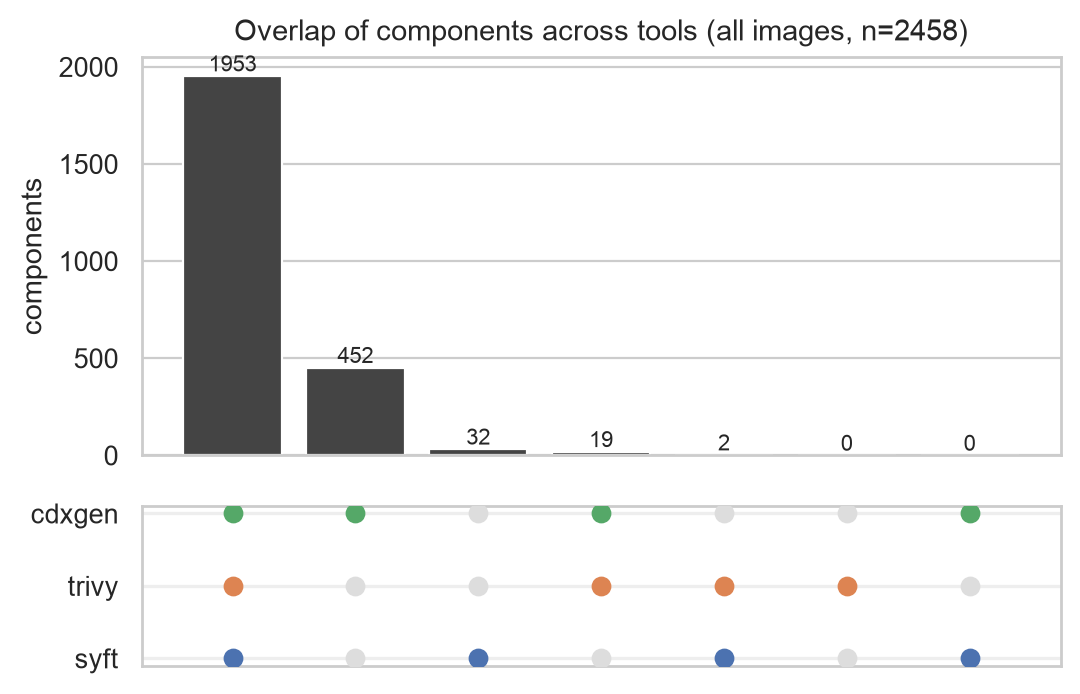 Overlap of components across tools (all images, n=2458)
components
2000
1500
1000
500
0
1953
452
32
19
2
0
0
cdxgen
trivy
syft